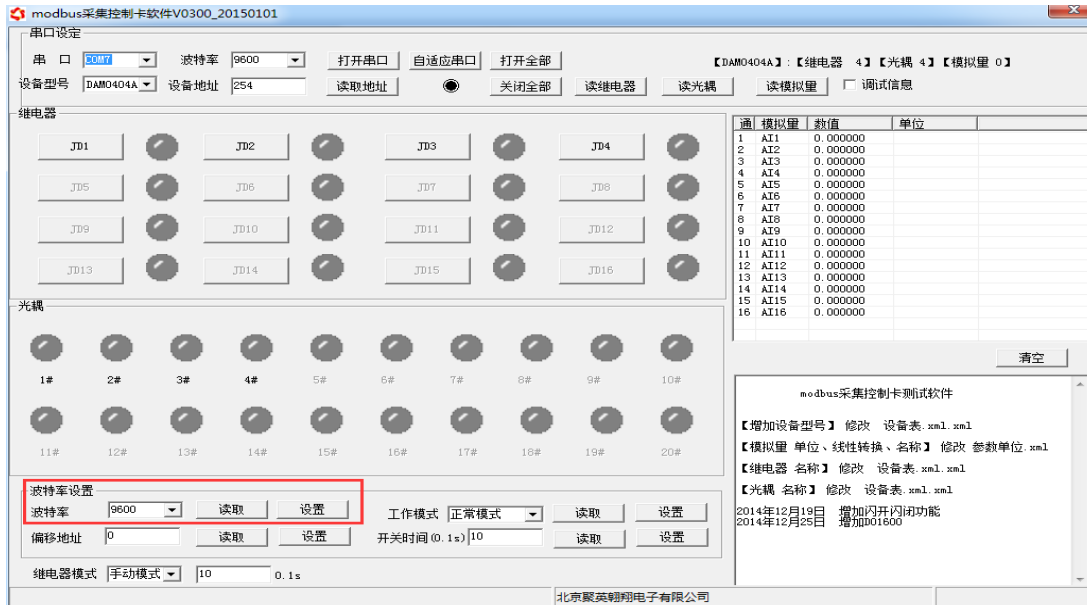 modbus采集控制卡软件V0300_20150101
串口设定
串 口 COM7 波特率 9600 打开串口 自适应串口 打开全部 【DAM0404A】:【继电器 4】【光耦 4】【模拟量 0】
设备型号 DAM0404A 设备地址 254 读取地址 关闭全部 读继电器 读光耦 读模拟量 调试信息
继电器
JD1 JD2 JD3 JD4
JD5 JD6 JD7 JD8
JD9 JD10 JD11 JD12
JD13 JD14 JD15 JD16
通 模拟量 数值 单位
1 AI1 0.000000
2 AI2 0.000000
3 AI3 0.000000
4 AI4 0.000000
5 AI5 0.000000
6 AI6 0.000000
7 AI7 0.000000
8 AI8 0.000000
9 AI9 0.000000
10 AI10 0.000000
11 AI11 0.000000
12 AI12 0.000000
13 AI13 0.000000
14 AI14 0.000000
15 AI15 0.000000
16 AI16 0.000000
清空
光耦
1# 2# 3# 4# 5# 6# 7# 8# 9# 10#
11# 12# 13# 14# 15# 16# 17# 18# 19# 20#
modbus采集控制卡测试软件
【增加设备型号】 修改 设备表.xml.xml
【模拟量 单位、线性转换、名称】 修改 参数单位.xml
【继电器 名称】 修改 设备表.xml.xml
【光耦 名称】 修改 设备表.xml.xml
2014年12月19日 增加闪开闪闭功能
2014年12月25日 增加DO1600
波特率设置
波特率 9600 读取 设置 工作模式 正常模式 读取 设置
偏移地址 0 读取 设置 开关时间(0.1s) 10 读取 设置
继电器模式 手动模式 10 0.1s
北京聚英翱翔电子有限公司